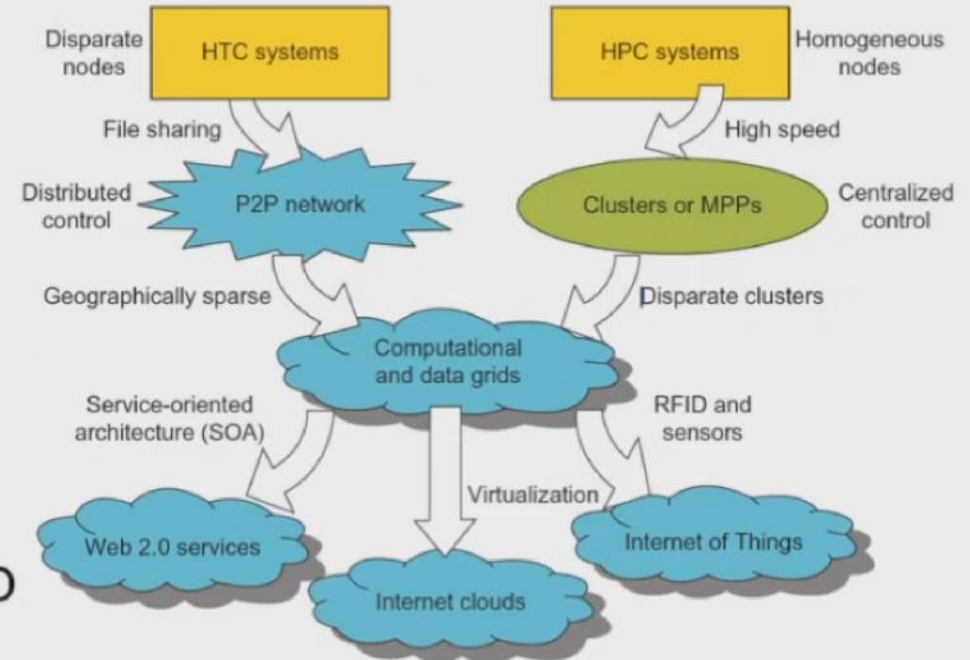 Disparate
nodes
HTC systems
HPC systems
Homogeneous
nodes
File sharing
High speed
Distributed
control
P2P network
Clusters or MPPs
Centralized
control
Geographically sparse
Disparate clusters
Computational
and data grids
Service-oriented
architecture (SOA)
RFID and
sensors
Virtualization
Web 2.0 services
Internet of Things
Internet clouds